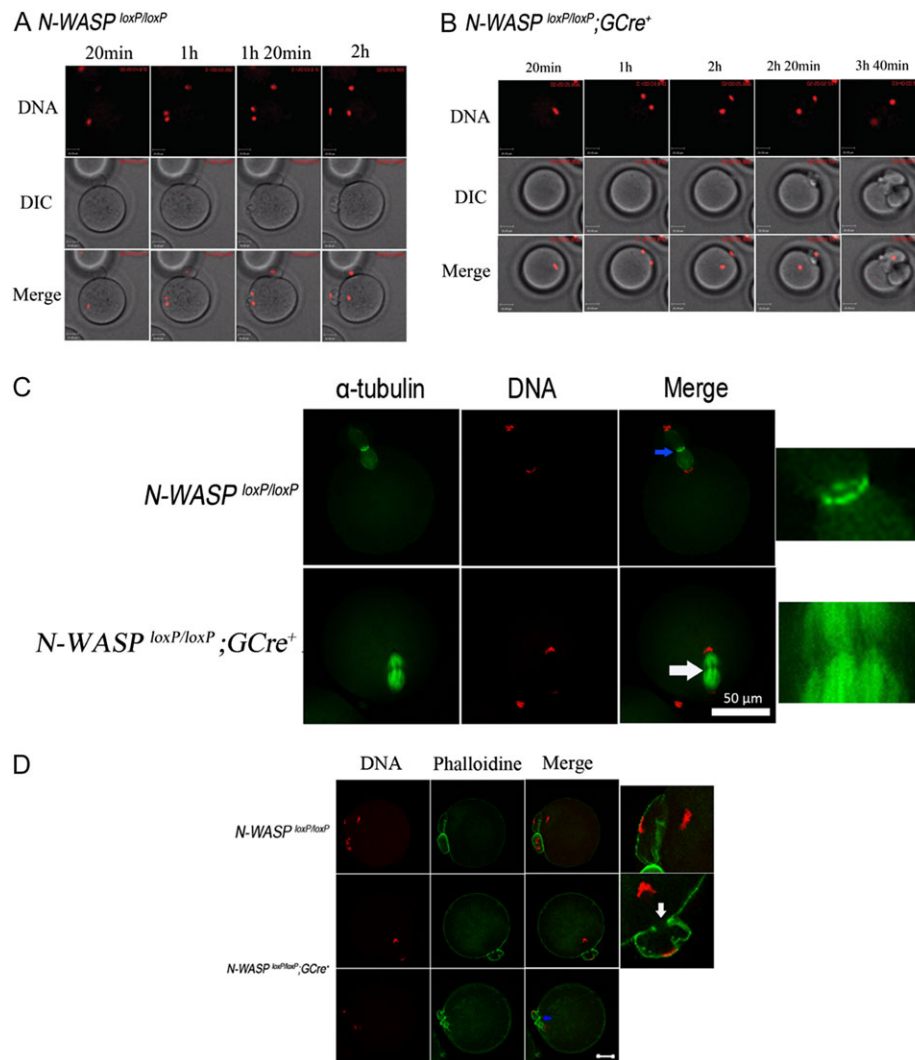 A N-WASP loxP/loxP
20min 1h 1h 20min 2h
DNA
DIC
Merge
B N-WASP loxP/loxP;GCre+
20min 1h 2h 2h 20min 3h 40min
DNA
DIC
Merge
C
α-tubulin DNA Merge
N-WASP loxP/loxP
N-WASP loxP/loxP ;GCre+
50 µm
D
DNA Phalloidine Merge
N-WASP loxP/loxP
N-WASP loxP/loxP;GCre+